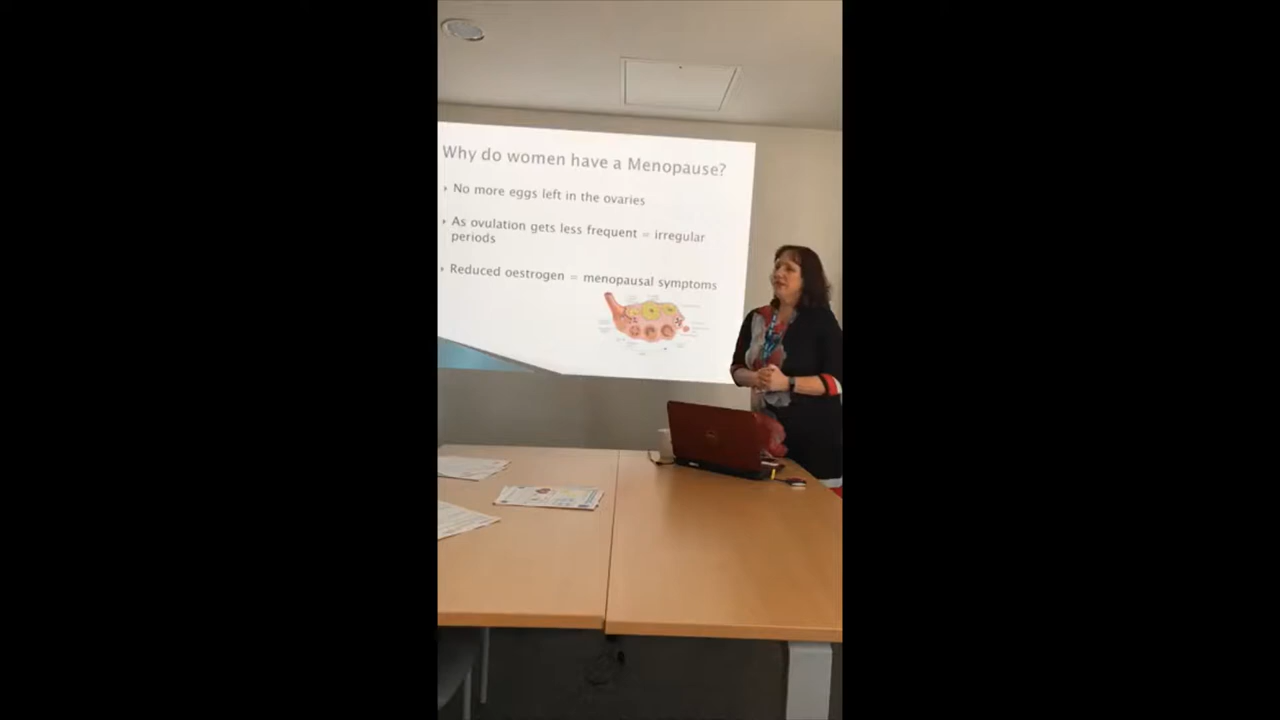 Why do women have a Menopause?
No more eggs left in the ovaries
As ovulation gets less frequent = irregular
periods
Reduced oestrogen = menopausal symptoms